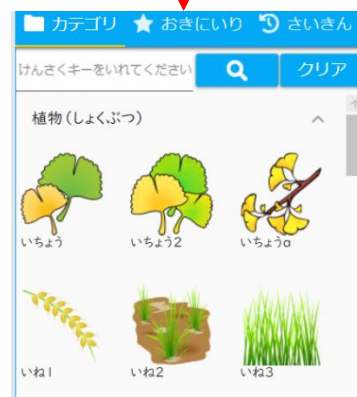 カテゴリ おきにいり さいきん
けんさくキーをいれてください クリア
植物(しょくぶつ)
いちょう いちょう2 いちょうa
いね1 いね2 いね3